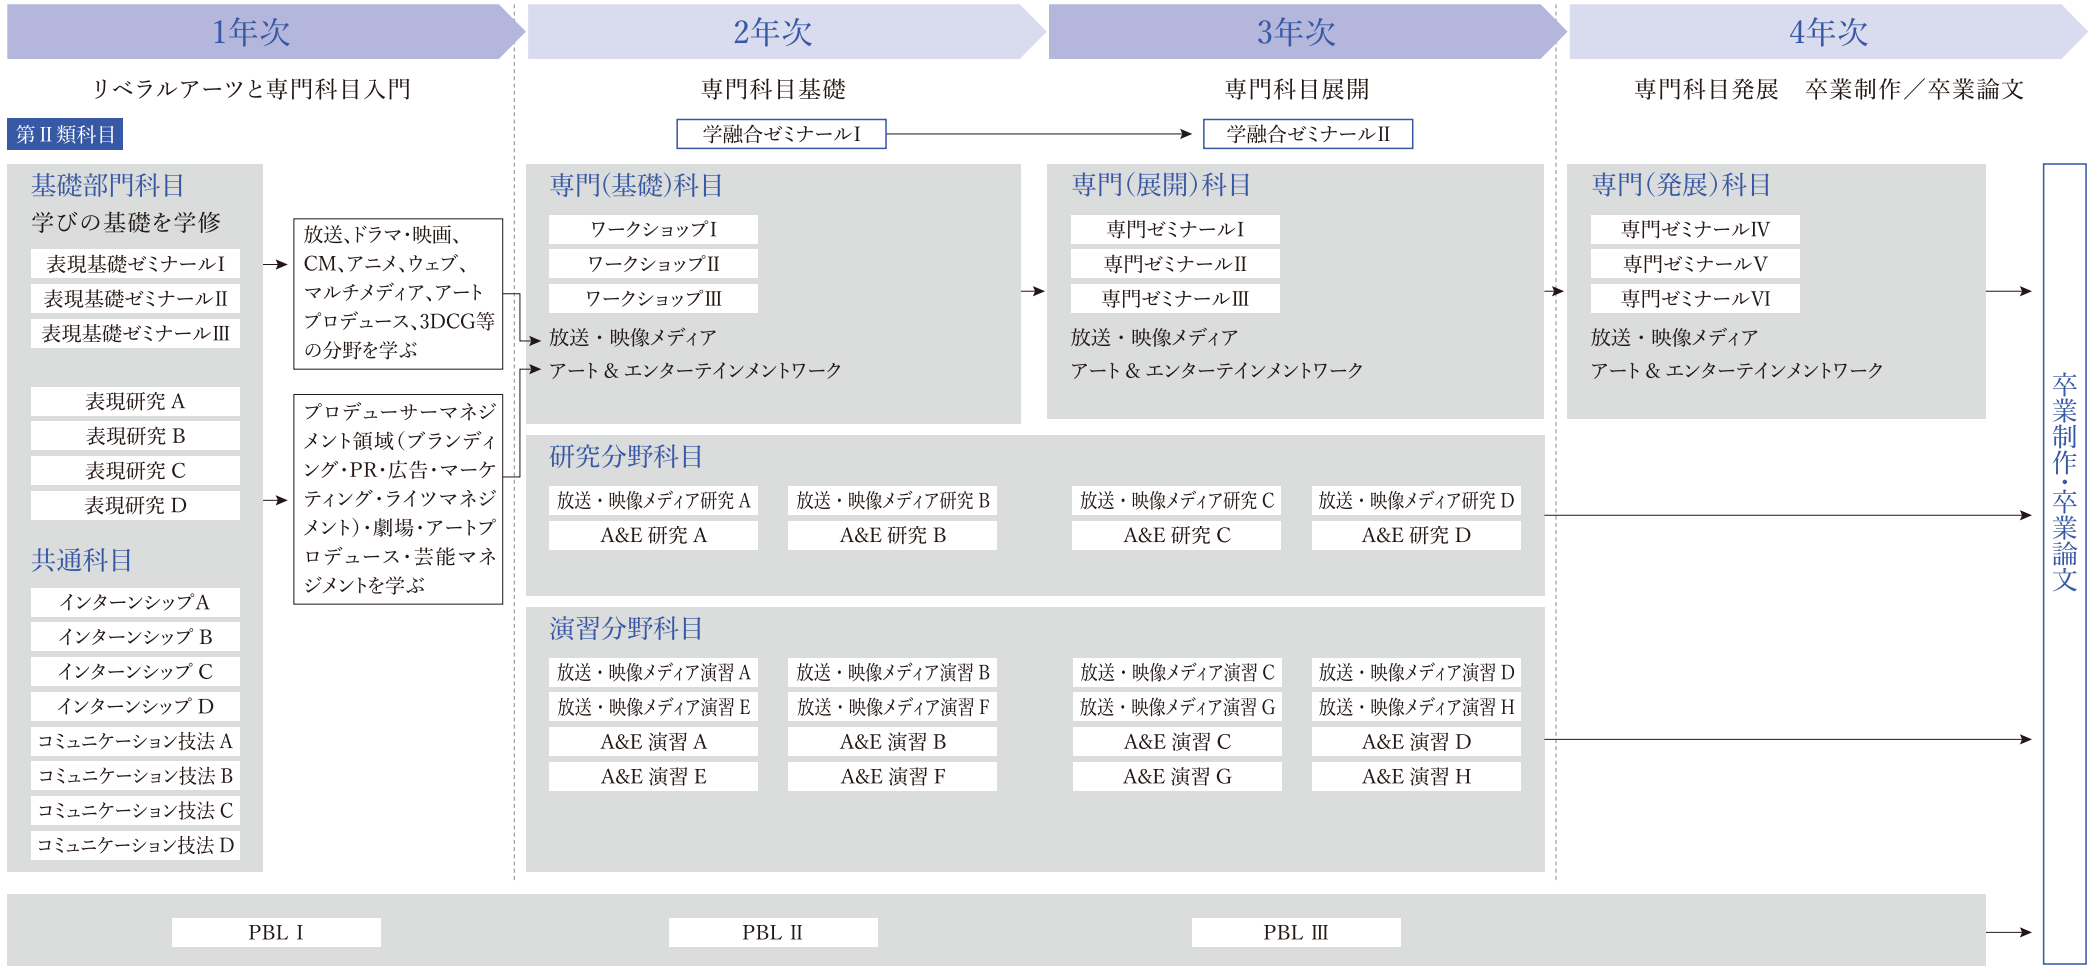 1年次
2年次
3年次
4年次
リベラルアーツと専門科目入門
専門科目基礎
専門科目展開
専門科目発展　卒業制作／卒業論文
第Ⅱ類科目
学融合ゼミナールⅠ
学融合ゼミナールⅡ
基礎部門科目
学びの基礎を学修
表現基礎ゼミナールⅠ
表現基礎ゼミナールⅡ
表現基礎ゼミナールⅢ
表現研究 A
表現研究 B
表現研究 C
表現研究 D
共通科目
インターンシップ A
インターンシップ B
インターンシップ C
インターンシップ D
コミュニケーション技法 A
コミュニケーション技法 B
コミュニケーション技法 C
コミュニケーション技法 D
放送、ドラマ・映画、
CM、アニメ、ウェブ、
マルチメディア、アート
プロデュース、3DCG等
の分野を学ぶ
プロデューサーマネジ
メント領域（ブランディ
ング・PR・広告・マーケ
ティング・ライツマネジ
メント）・劇場・アートプ
ロデュース・芸能マネ
ジメントを学ぶ
専門(基礎)科目
ワークショップⅠ
ワークショップⅡ
ワークショップⅢ
放送・映像メディア
アート & エンターテインメントワーク
専門(展開)科目
専門ゼミナールⅠ
専門ゼミナールⅡ
専門ゼミナールⅢ
放送・映像メディア
アート & エンターテインメントワーク
専門(発展)科目
専門ゼミナールⅣ
専門ゼミナールⅤ
専門ゼミナールⅥ
放送・映像メディア
アート & エンターテインメントワーク
研究分野科目
放送・映像メディア研究 A
放送・映像メディア研究 B
放送・映像メディア研究 C
放送・映像メディア研究 D
A&E 研究 A
A&E 研究 B
A&E 研究 C
A&E 研究 D
演習分野科目
放送・映像メディア演習 A
放送・映像メディア演習 B
放送・映像メディア演習 C
放送・映像メディア演習 D
放送・映像メディア演習 E
放送・映像メディア演習 F
放送・映像メディア演習 G
放送・映像メディア演習 H
A&E 演習 A
A&E 演習 B
A&E 演習 C
A&E 演習 D
A&E 演習 E
A&E 演習 F
A&E 演習 G
A&E 演習 H
卒業制作・卒業論文
PBL Ⅰ
PBL Ⅱ
PBL Ⅲ